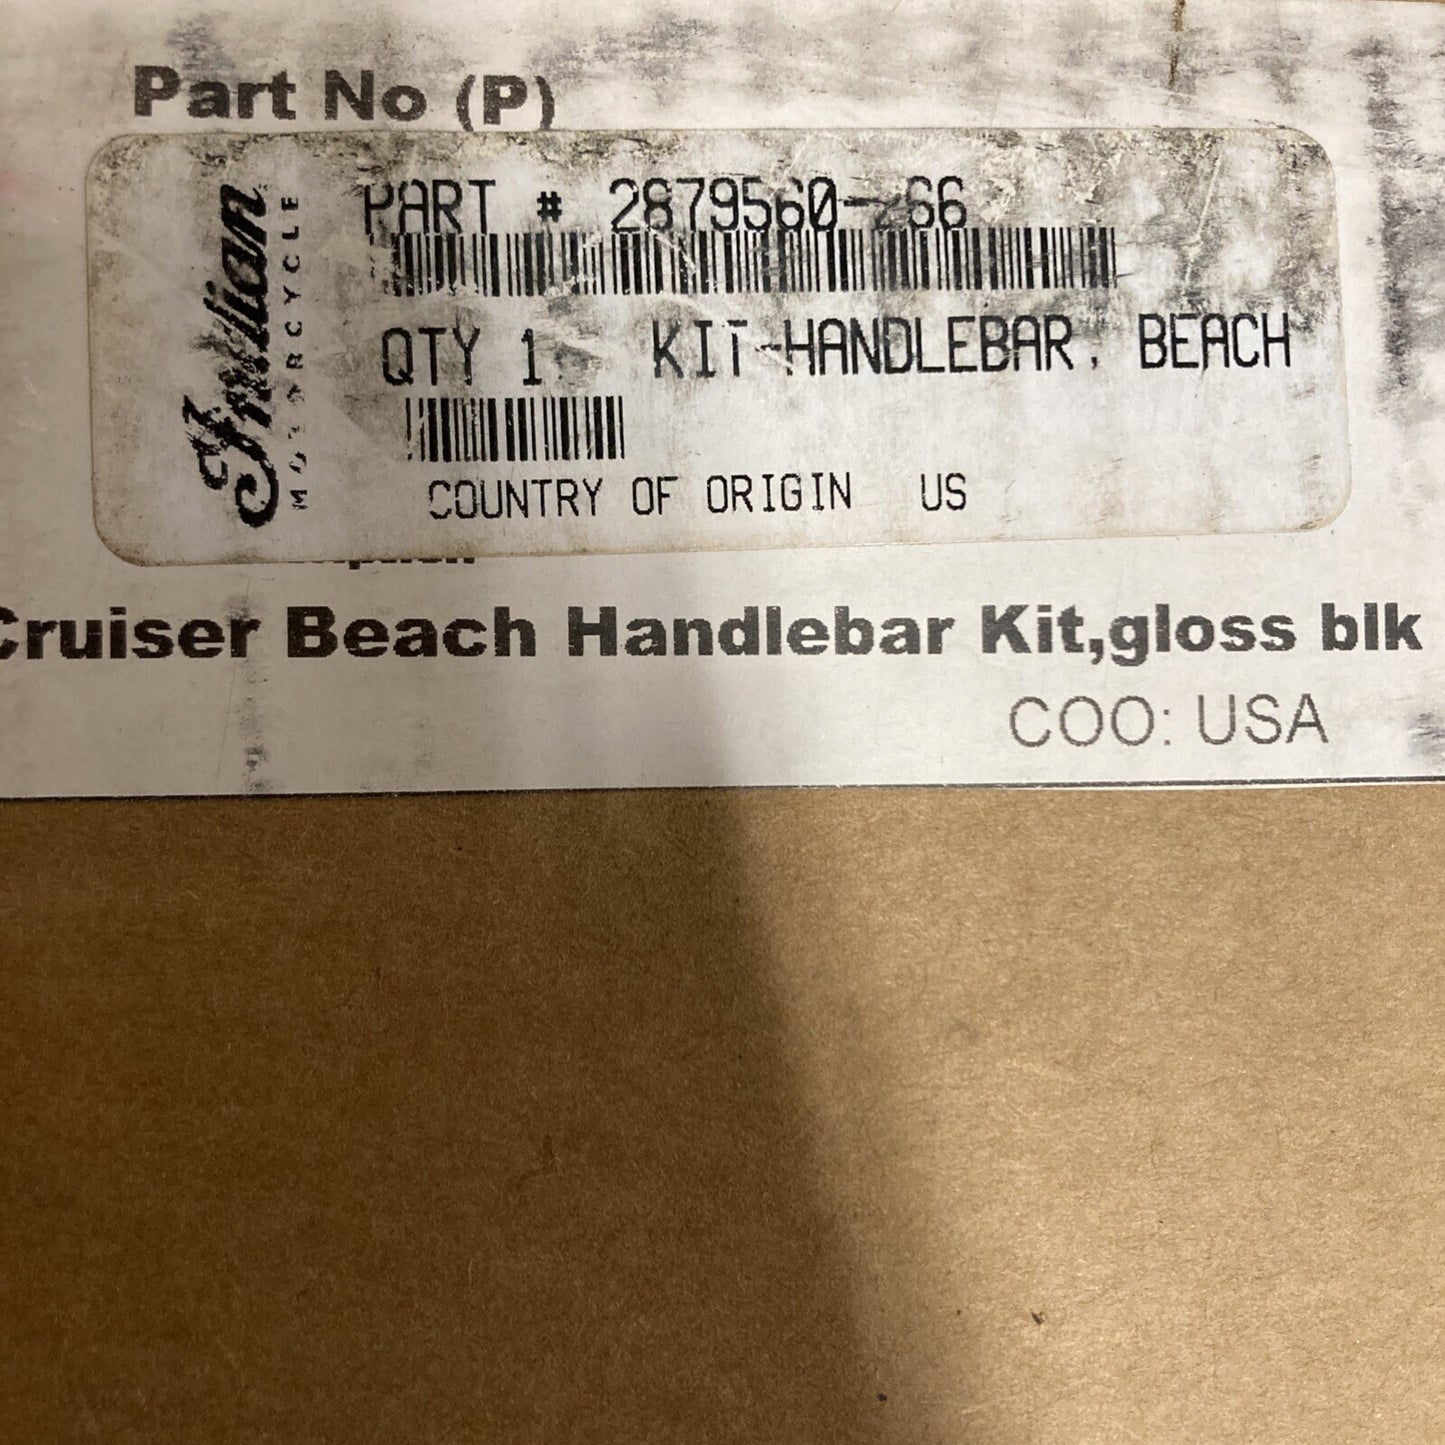 Part No (P)
Indian
MOTORCYCLE
PART # 2879560-266
QTY 1 KIT-HANDLEBAR, BEACH
COUNTRY OF ORIGIN US
Cruiser Beach Handlebar Kit,gloss blk
COO: USA